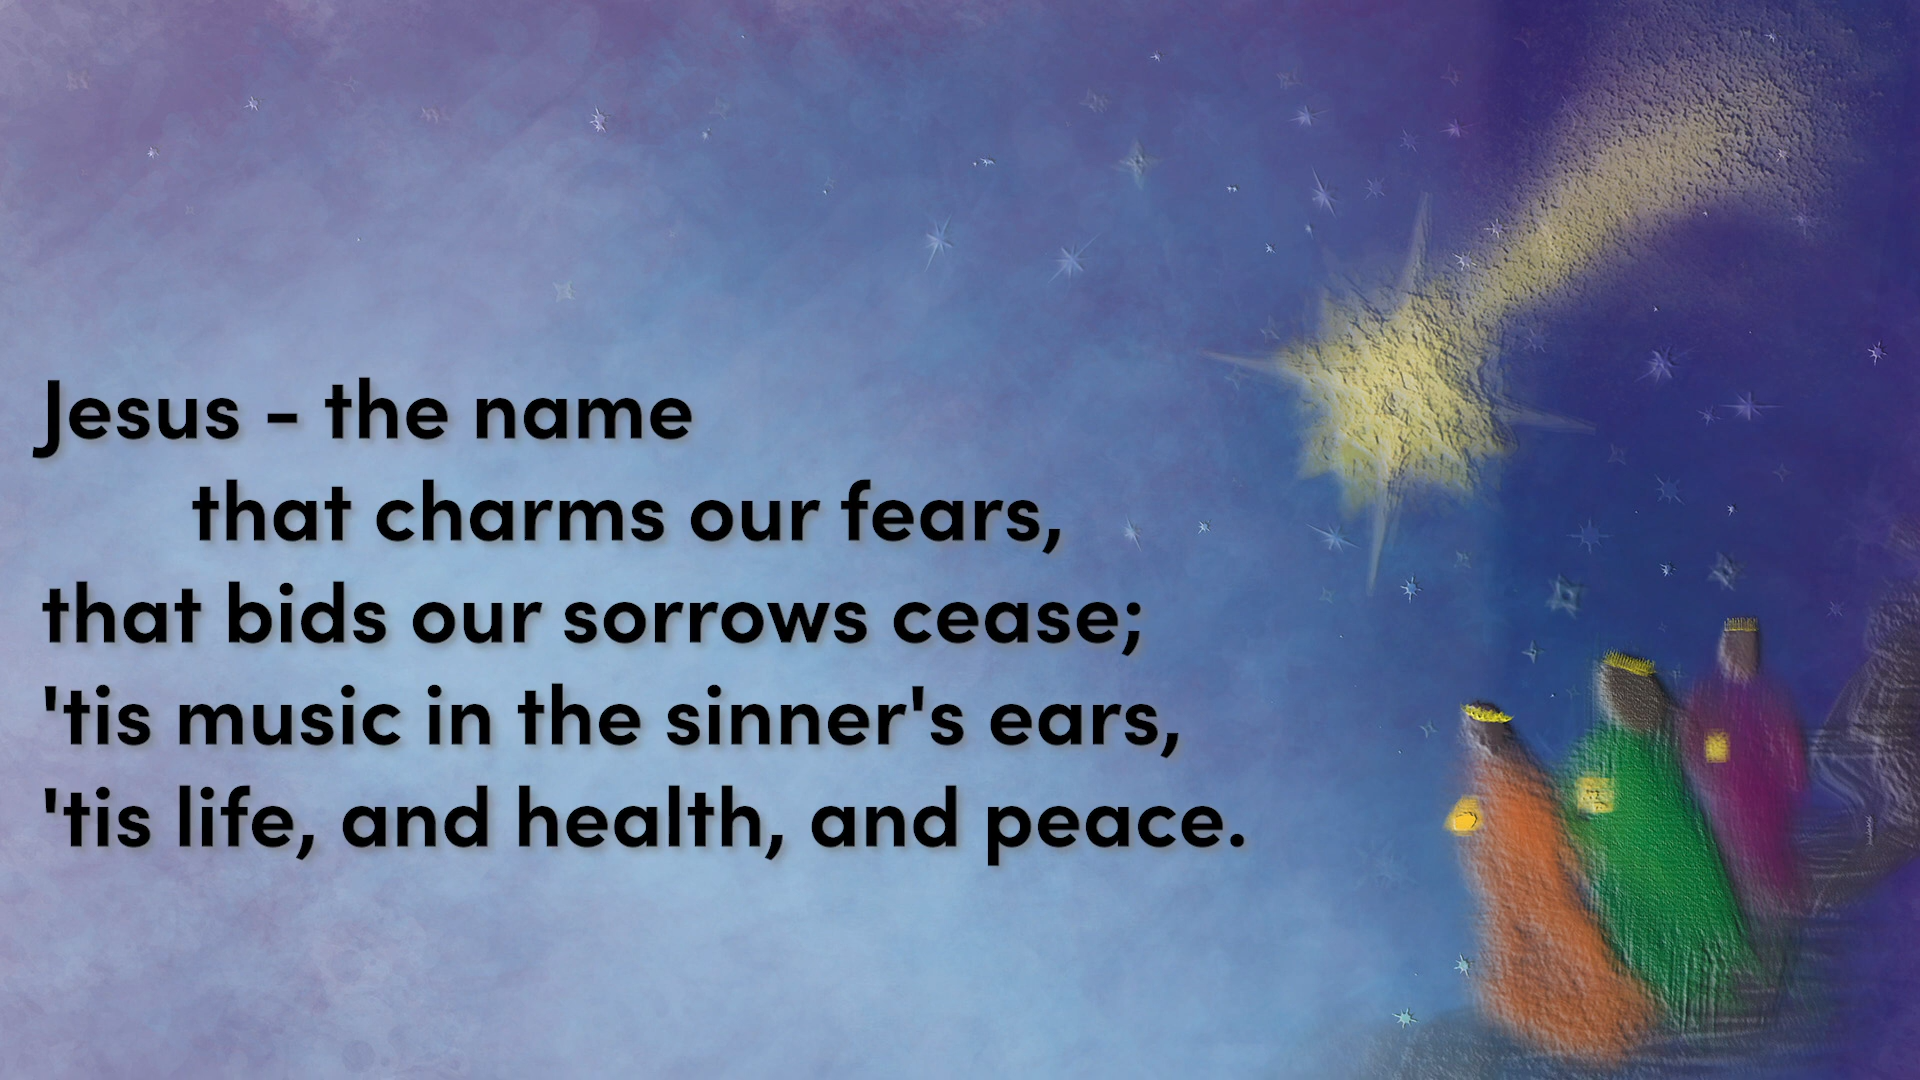 Jesus - the name
that charms our fears,
that bids our sorrows cease;
'tis music in the sinner's ears,
'tis life, and health, and peace.